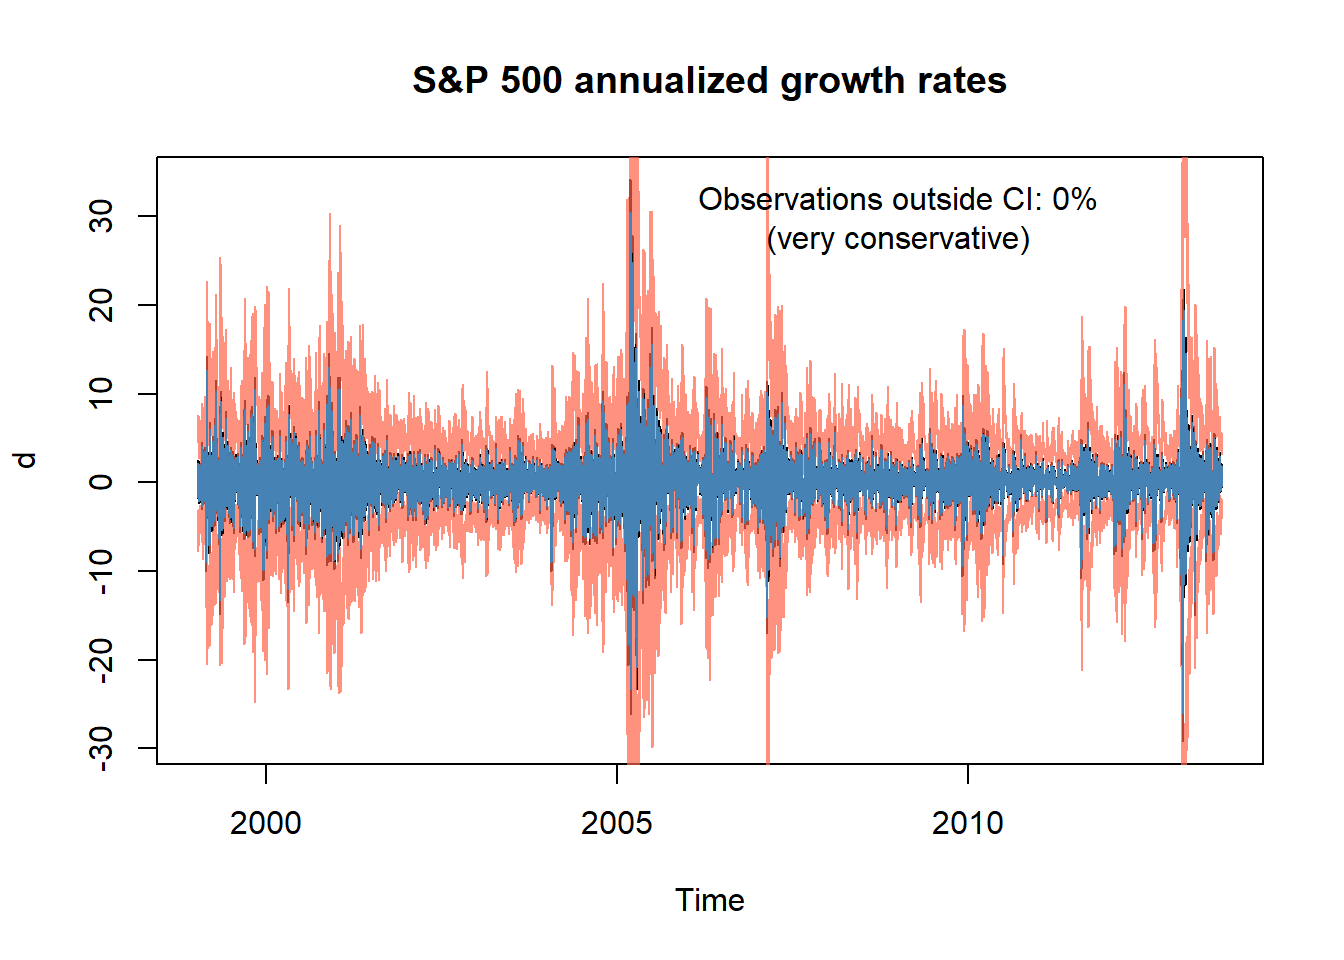 S&P 500 annualized growth rates
Observations outside CI: 0%
(very conservative)
30
20
10
0
-10
-20
-30
d
2000
2005
2010
Time